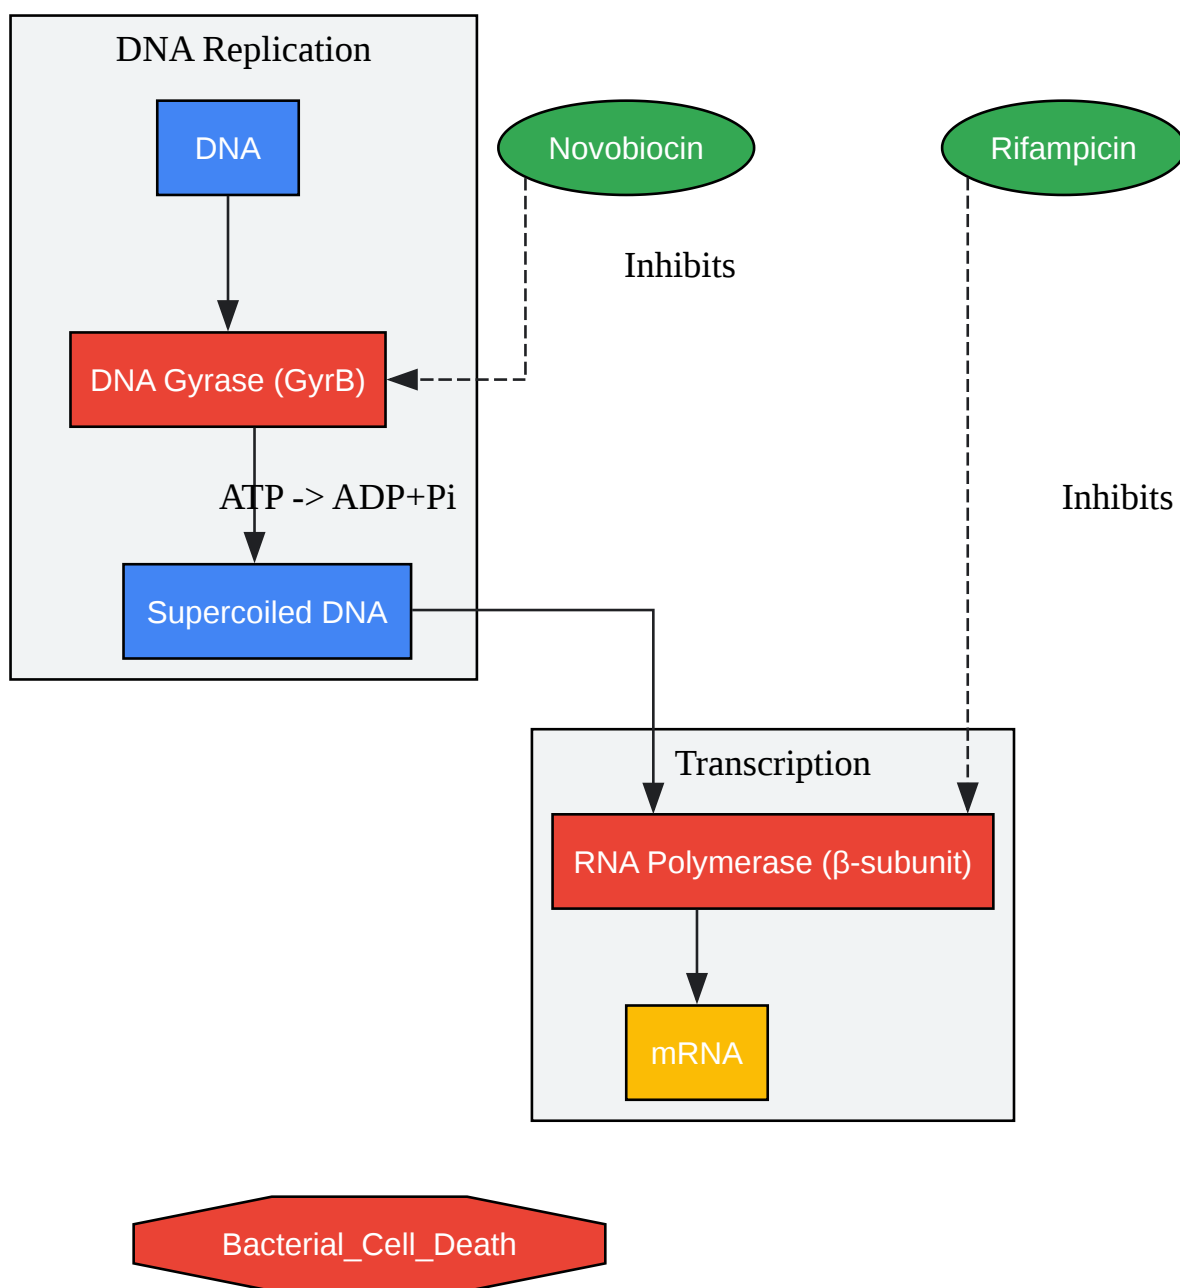 DNA Replication
DNA
Novobiocin
Rifampicin
Inhibits
DNA Gyrase (GyrB)
ATP -> ADP+Pi
Inhibits
Supercoiled DNA
Transcription
RNA Polymerase (β-subunit)
mRNA
Bacterial_Cell_Death